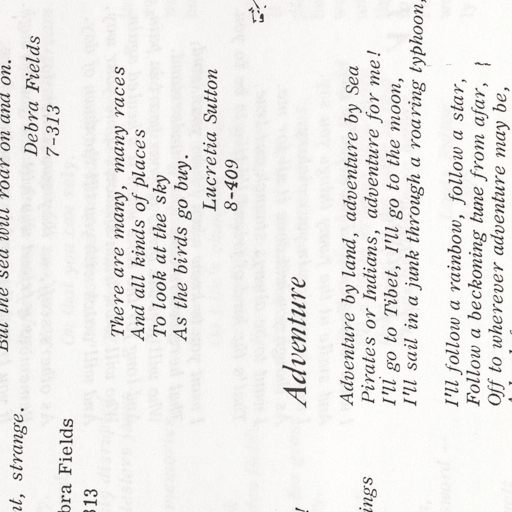 But the sea will roar on and on.
Debra Fields
7-313
There are many, many races
And all kinds of places
To look at the sky
As the birds go buy.
Lucretia Sutton
8-409
Adventure
Adventure by land, adventure by Sea
Pirates or Indians, adventure for me!
I'll go to Tibet, I'll go to the moon,
I'll sail in a junk through a roaring typhoon,
I'll follow a rainbow, follow a star,
Follow a beckoning tune from afar,
Off to wherever adventure may be,
strange.
Fields
313